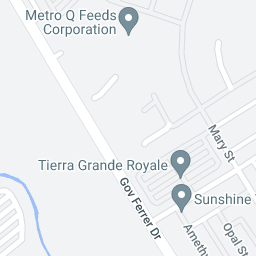 Metro Q Feeds
Corporation
Mary St
Tierra Grande Royale
Gov Ferrer Dr
Sunshine
Opal St